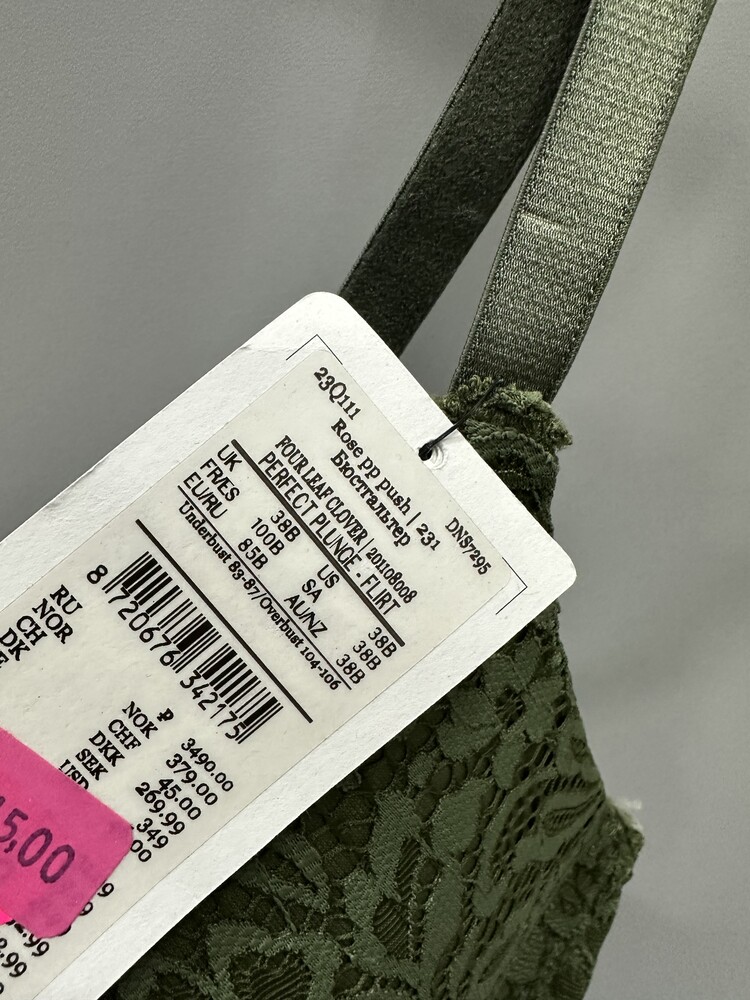 23Q111
Rose pp push | 231
Бюстгальтер DNS7295
FOUR LEAF CLOVER | 201108008
PERFECT PLUNGE - FLIRT
UK 38B US 38B
FR/ES 100B SA 38B
EU/RU 85B AU/NZ 38B
Underbust 83-87/Overbust 104-106
8 720676 342175
RU ₽ 3490.00
NOR NOK 379.00
CH CHF 45.00
DK DKK 269.99
SEK 349
USD
5,00